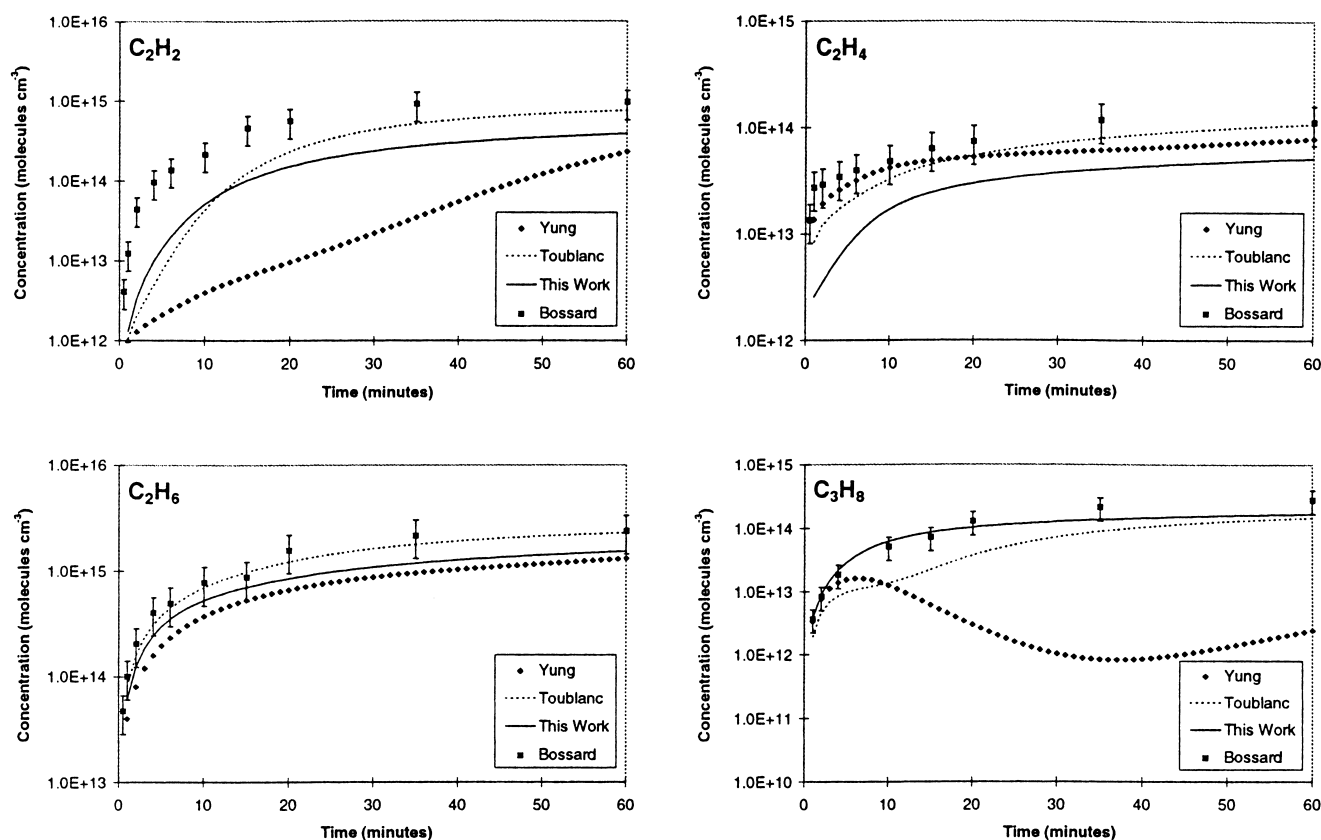 C2H2
Concentration (molecules cm-3)
1.0E+16
1.0E+15
1.0E+14
1.0E+13
1.0E+12
0 10 20 30 40 50 60
Time (minutes)
Yung
Toublanc
This Work
Bossard
C2H4
Concentration (molecules cm-3)
1.0E+15
1.0E+14
1.0E+13
1.0E+12
0 10 20 30 40 50 60
Time (minutes)
Yung
Toublanc
This Work
Bossard
C2H6
Concentration (molecules cm-3)
1.0E+16
1.0E+15
1.0E+14
1.0E+13
0 10 20 30 40 50 60
Time (minutes)
Yung
Toublanc
This Work
Bossard
C3H8
Concentration (molecules cm-3)
1.0E+15
1.0E+14
1.0E+13
1.0E+12
1.0E+11
1.0E+10
0 10 20 30 40 50 60
Time (minutes)
Yung
Toublanc
This Work
Bossard